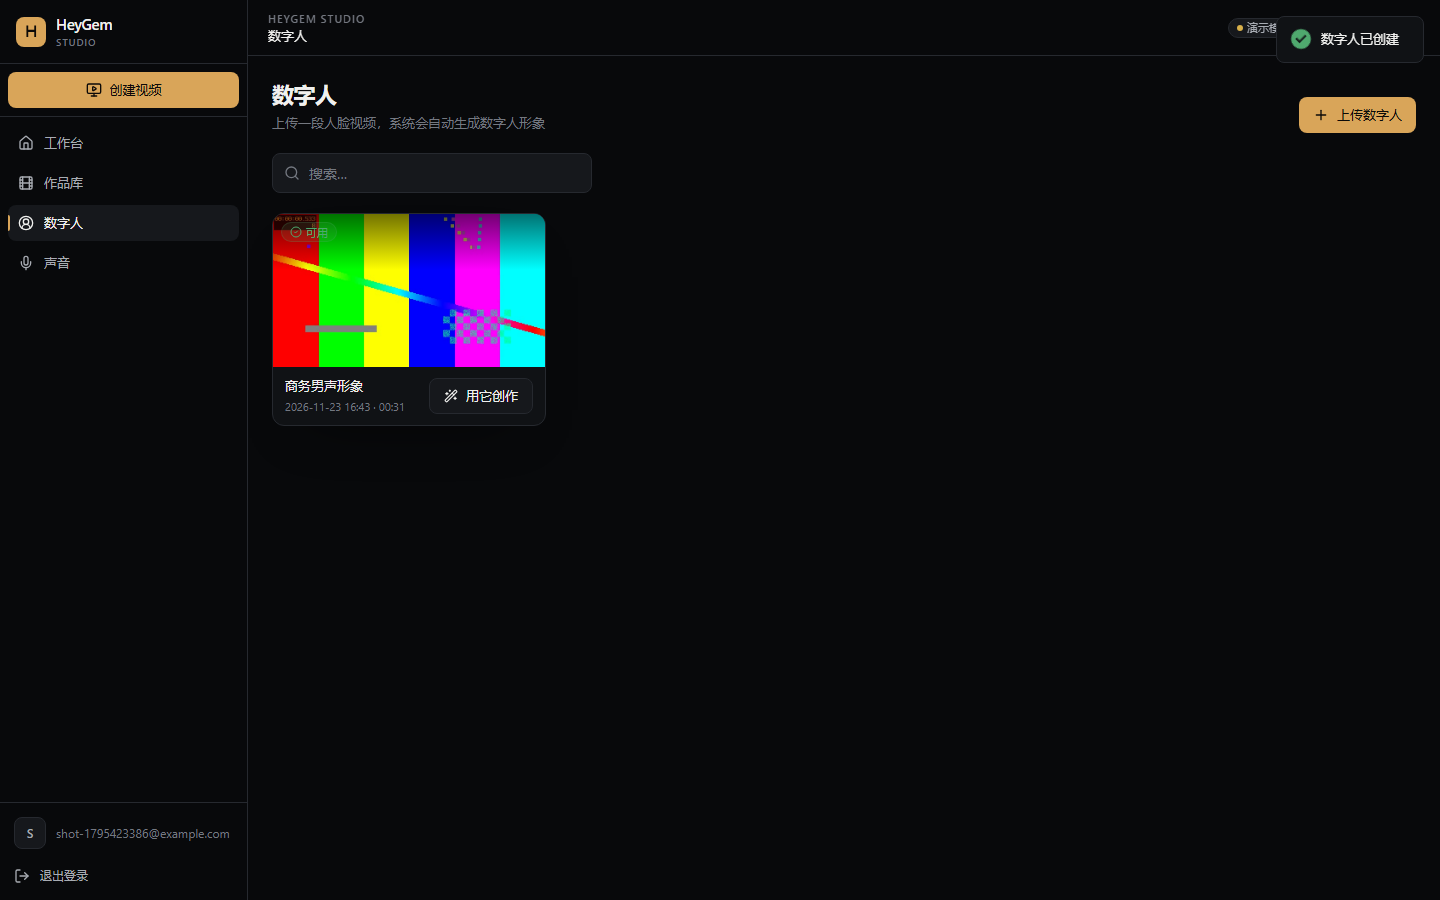 H
HeyGem
STUDIO
创建视频
工作台
作品库
数字人
声音
S
shot-1795423386@example.com
退出登录
HEYGEM STUDIO
数字人
演示
数字人已创建
数字人
上传一段人脸视频，系统会自动生成数字人形象
上传数字人
搜索...
可用
商务男声形象
2026-11-23 16:43 · 00:31
用它创作